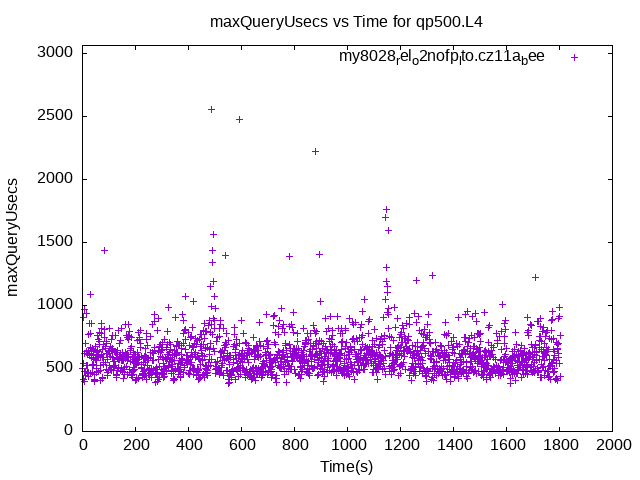 maxQueryUsecs vs Time for qp500.L4
my8028relo2nofplto.cz11abee
maxQueryUsecs
3000
2500
2000
1500
1000
500
0
0 200 400 600 800 1000 1200 1400 1600 1800 2000
Time(s)